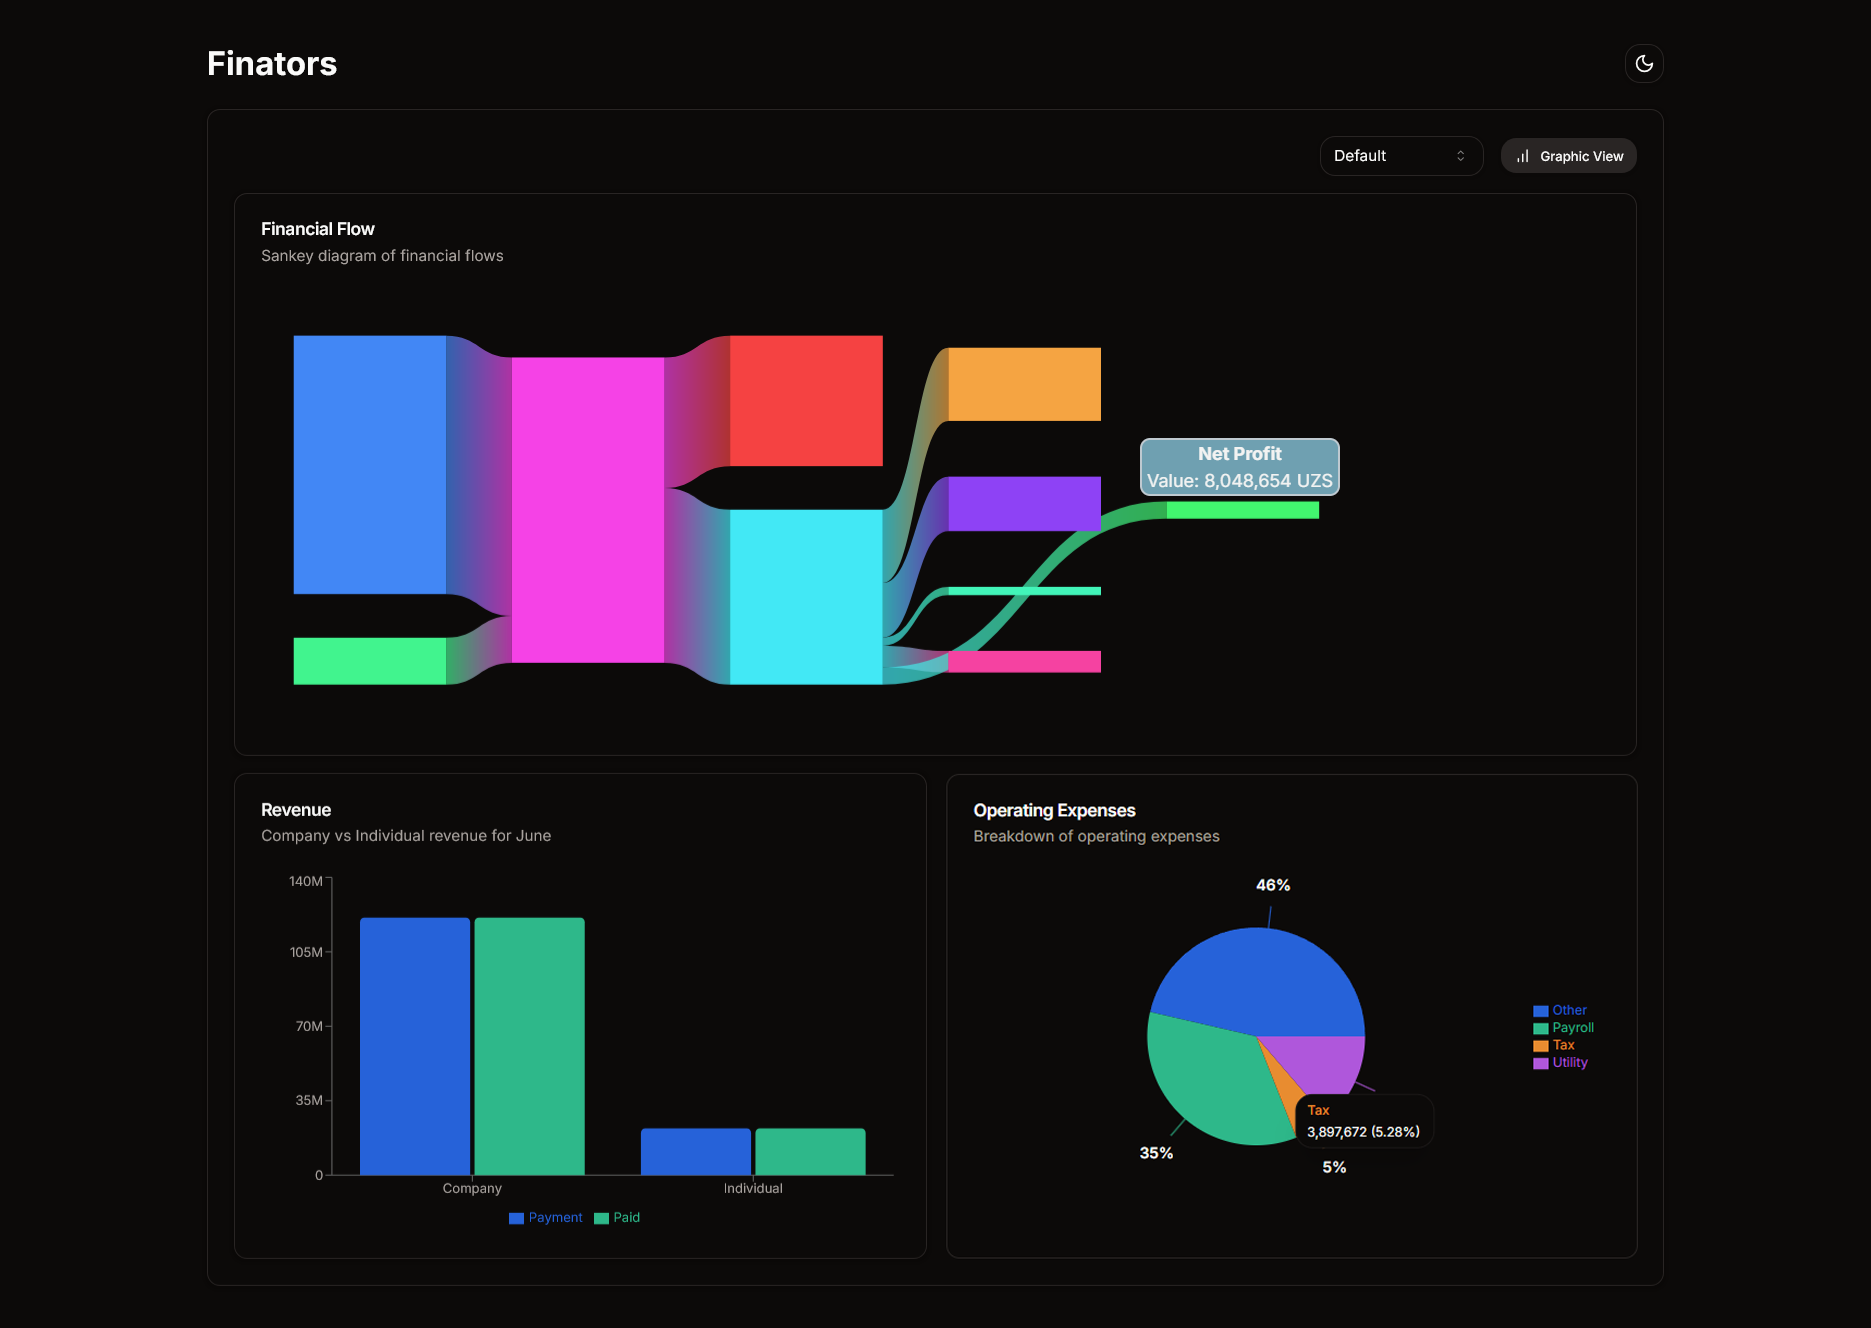 Finators
Default
Graphic View
Financial Flow
Sankey diagram of financial flows
Net Profit
Value: 8,048,654 UZS
Revenue
Company vs Individual revenue for June
140M
105M
70M
35M
0
Company
Individual
Payment
Paid
Operating Expenses
Breakdown of operating expenses
46%
35%
5%
Tax
3,897,672 (5.28%)
Other
Payroll
Tax
Utility